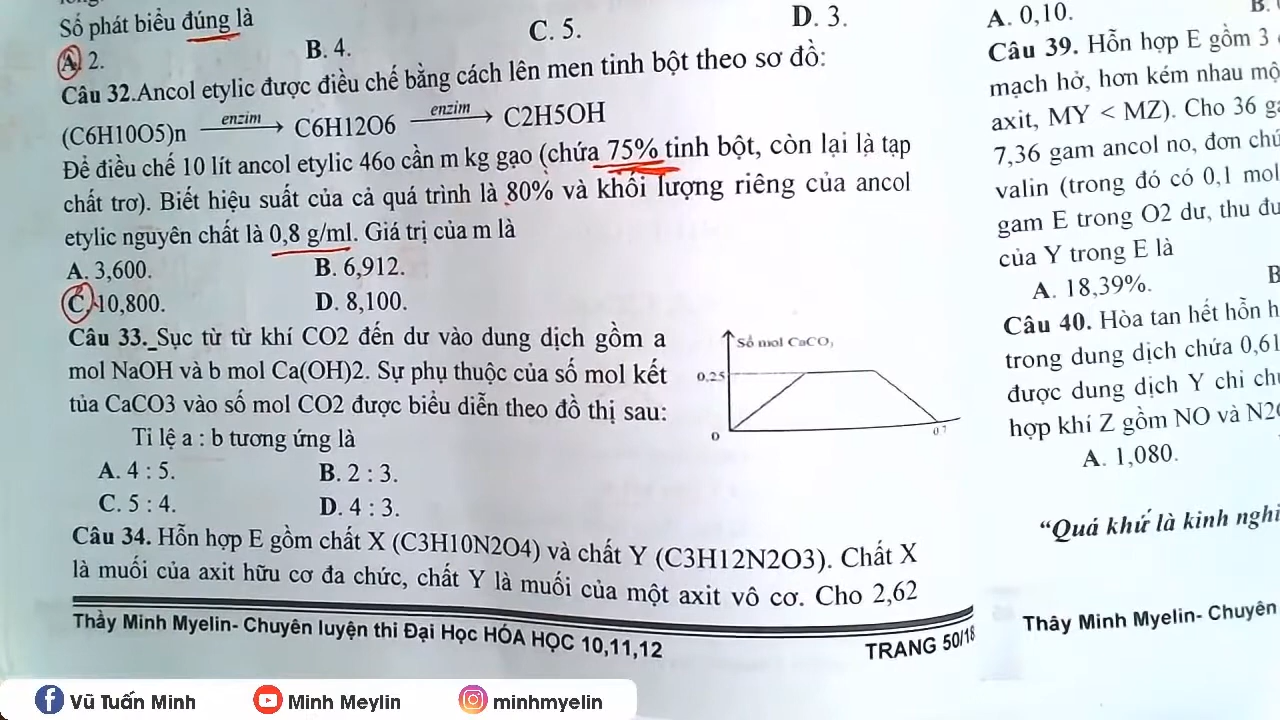 Số phát biểu đúng là
A. 2.
B. 4.
C. 5.
D. 3.
Câu 32.Ancol etylic được điều chế bằng cách lên men tinh bột theo sơ đồ:
(C6H10O5)n enzim C6H12O6 enzim C2H5OH
Để điều chế 10 lít ancol etylic 46o cần m kg gạo (chứa 75% tinh bột, còn lại là tạp
chất trơ). Biết hiệu suất của cả quá trình là 80% và khối lượng riêng của ancol
etylic nguyên chất là 0,8 g/ml. Giá trị của m là
A. 3,600.
B. 6,912.
C. 10,800.
D. 8,100.
Câu 33. Sục từ từ khí CO2 đến dư vào dung dịch gồm a
mol NaOH và b mol Ca(OH)2. Sự phụ thuộc của số mol kết
tủa CaCO3 vào số mol CO2 được biểu diễn theo đồ thị sau:
Số mol CaCO3
0,25
0
0,7
Tỉ lệ a : b tương ứng là
A. 4 : 5.
B. 2 : 3.
C. 5 : 4.
D. 4 : 3.
Câu 34. Hỗn hợp E gồm chất X (C3H10N2O4) và chất Y (C3H12N2O3). Chất X
là muối của axit hữu cơ đa chức, chất Y là muối của một axit vô cơ. Cho 2,62
Thầy Minh Myelin- Chuyên luyện thi Đại Học HÓA HỌC 10,11,12
TRANG 50/18
A. 0,10.
B.
Câu 39. Hỗn hợp E gồm 3
mạch hở, hơn kém nhau
axit, MY < MZ). Cho 36
7,36 gam ancol no, đơn
valin (trong đó có 0,1
gam E trong O2 dư, thu
của Y trong E là
A. 18,39%.
B
Câu 40. Hòa tan hết hỗn
trong dung dịch chứa 0,61
được dung dịch Y chỉ
hợp khí Z gồm NO và
A. 1,080.
“Quá khứ là kinh
Thầy Minh Myelin- Chuyên
Vũ Tuấn Minh
Minh Meylin
minhmyelin